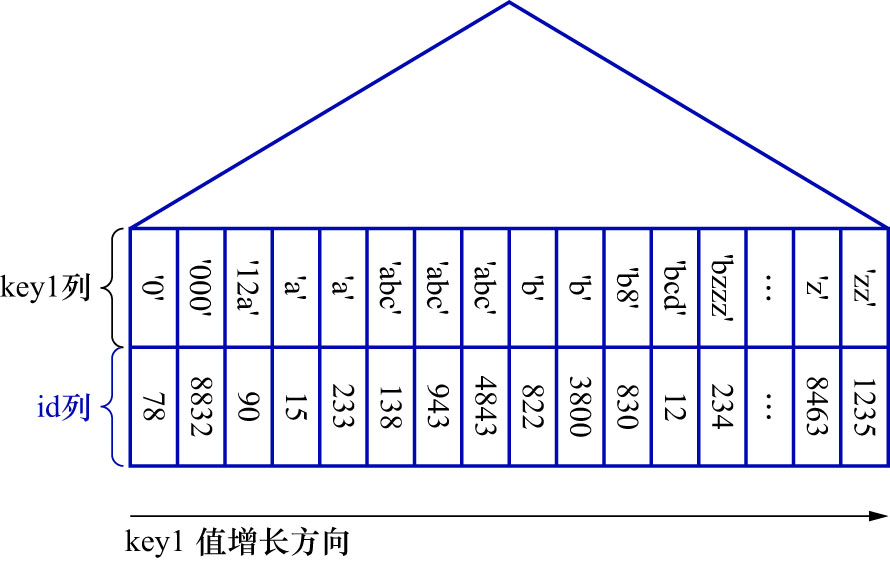 key1列
'0' '000' '12a' 'a' 'a' 'abc' 'abc' 'abc' 'b' 'b' 'b8' 'bcd' 'bzzz' … 'z' 'zz'
id列
78 8832 90 15 233 138 943 4843 822 3800 830 12 234 … 8463 1235
key1 值增长方向